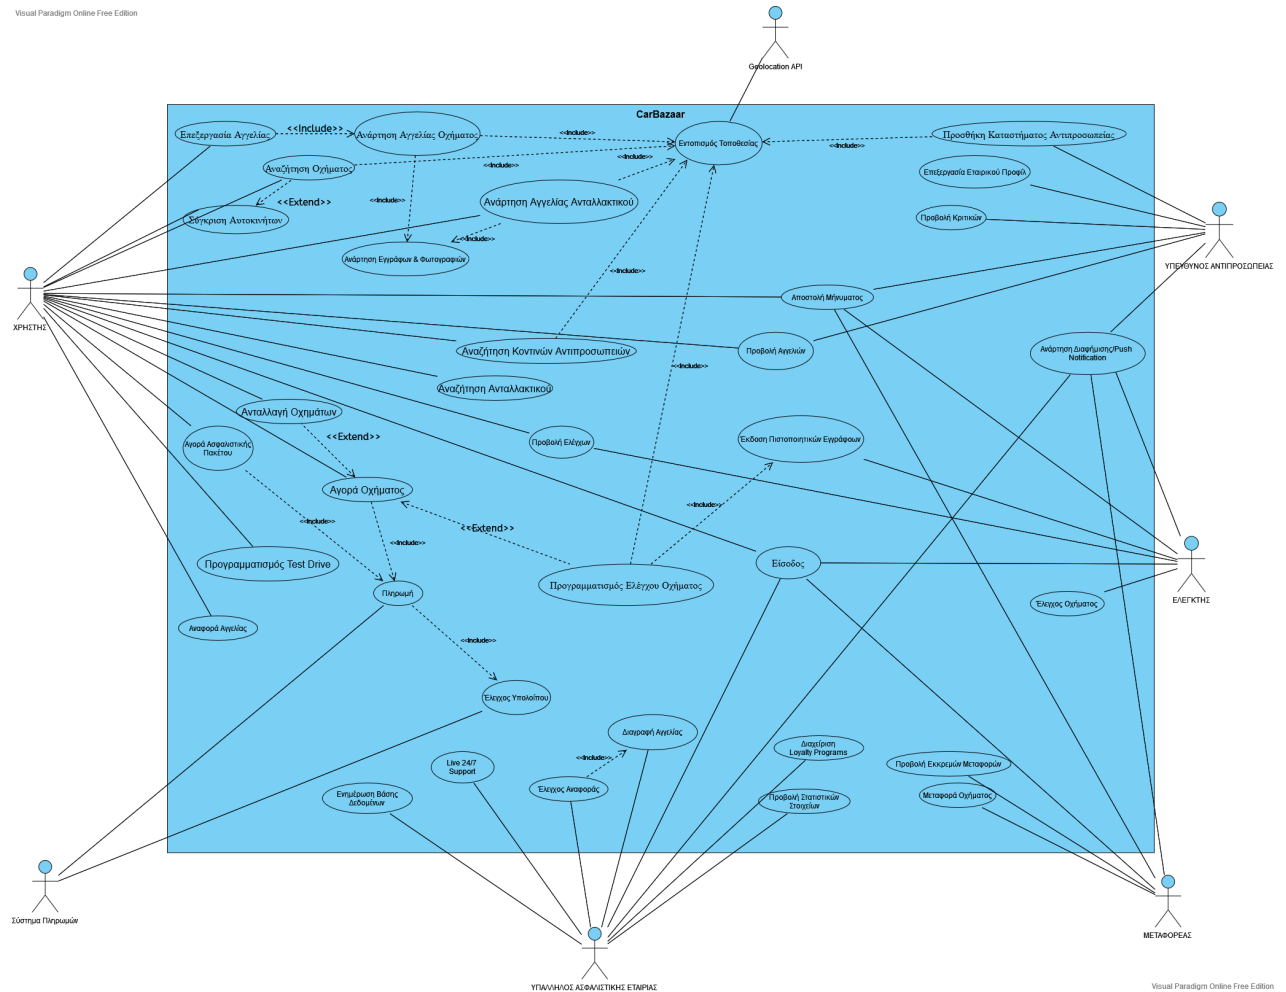 Visual Paradigm Online Free Edition
Geolocation API
CarBazaar
Επεξεργασία Αγγελίας
<<Include>>
Ανάρτηση Αγγελίας Οχήματος
<<Include>>
Εντοπισμός Τοποθεσίας
<<Include>>
Προσθήκη Καταστήματος Αντιπροσωπείας
Αναζήτηση Οχήματος
<<Include>>
<<Include>>
Επεξεργασία Εταιρικού Προφίλ
<<Extend>>
<<Include>>
Ανάρτηση Αγγελίας Ανταλλακτικού
Σύγκριση Αυτοκινήτων
Προβολή Κριτικών
<<Include>>
Ανάρτηση Εγγράφων & Φωτογραφιών
<<Include>>
ΥΠΕΥΘΥΝΟΣ ΑΝΤΙΠΡΟΣΩΠΕΙΑΣ
ΧΡΗΣΤΗΣ
Αποστολή Μήνυματος
Αναζήτηση Κοντινών Αντιπροσωπειών
Προβολή Αγγελιών
Ανάρτηση Διαφήμισης/Push
Notification
<<Include>>
Αναζήτηση Ανταλλακτικού
Ανταλλαγή Οχημάτων
<<Extend>>
Αγορά Ασφαλιστικής
Πακέτου
Προβολή Ελέγχων
Έκδοση Πιστοποιητικών Εγγράφοων
Αγορά Οχήματος
<<Include>>
<<Include>>
<<Extend>>
<<Include>>
Προγραμματισμός Test Drive
Είσοδος
Προγραμματισμός Ελέγχου Οχήματος
Πληρωμή
ΕΛΕΓΚΤΗΣ
Έλεγχος Οχήματος
Αναφορά Αγγελίας
<<Include>>
Έλεγχος Υπολοίπου
Διαγραφή Αγγελίας
<<Include>>
Διαχείριση
Loyalty Programs
Live 24/7
Support
Προβολή Εκκρεμών Μεταφορών
Έλεγχος Αναφοράς
Ενημέρωση Βάσης
Δεδομένων
Προβολή Στατιστικών
Στοιχείων
Μεταφορά Οχήματος
Σύστημα Πληρωμών
ΜΕΤΑΦΟΡΕΑΣ
ΥΠΑΛΛΗΛΟΣ ΑΣΦΑΛΙΣΤΙΚΗΣ ΕΤΑΙΡΙΑΣ
Visual Paradigm Online Free Edition